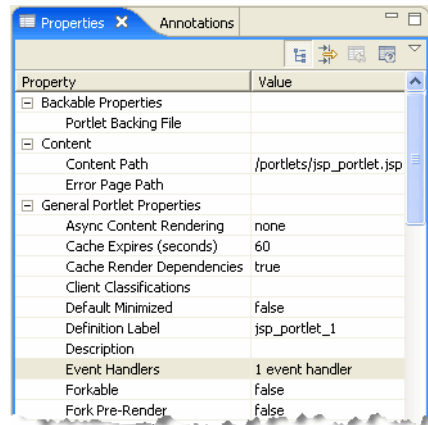 Properties Annotations
Property Value
Backable Properties
Portlet Backing File
Content
Content Path /portlets/jsp_portlet.jsp
Error Page Path
General Portlet Properties
Async Content Rendering none
Cache Expires (seconds) 60
Cache Render Dependencies true
Client Classifications
Default Minimized false
Definition Label jsp_portlet_1
Description
Event Handlers 1 event handler
Forkable false
Fork Pre-Render false